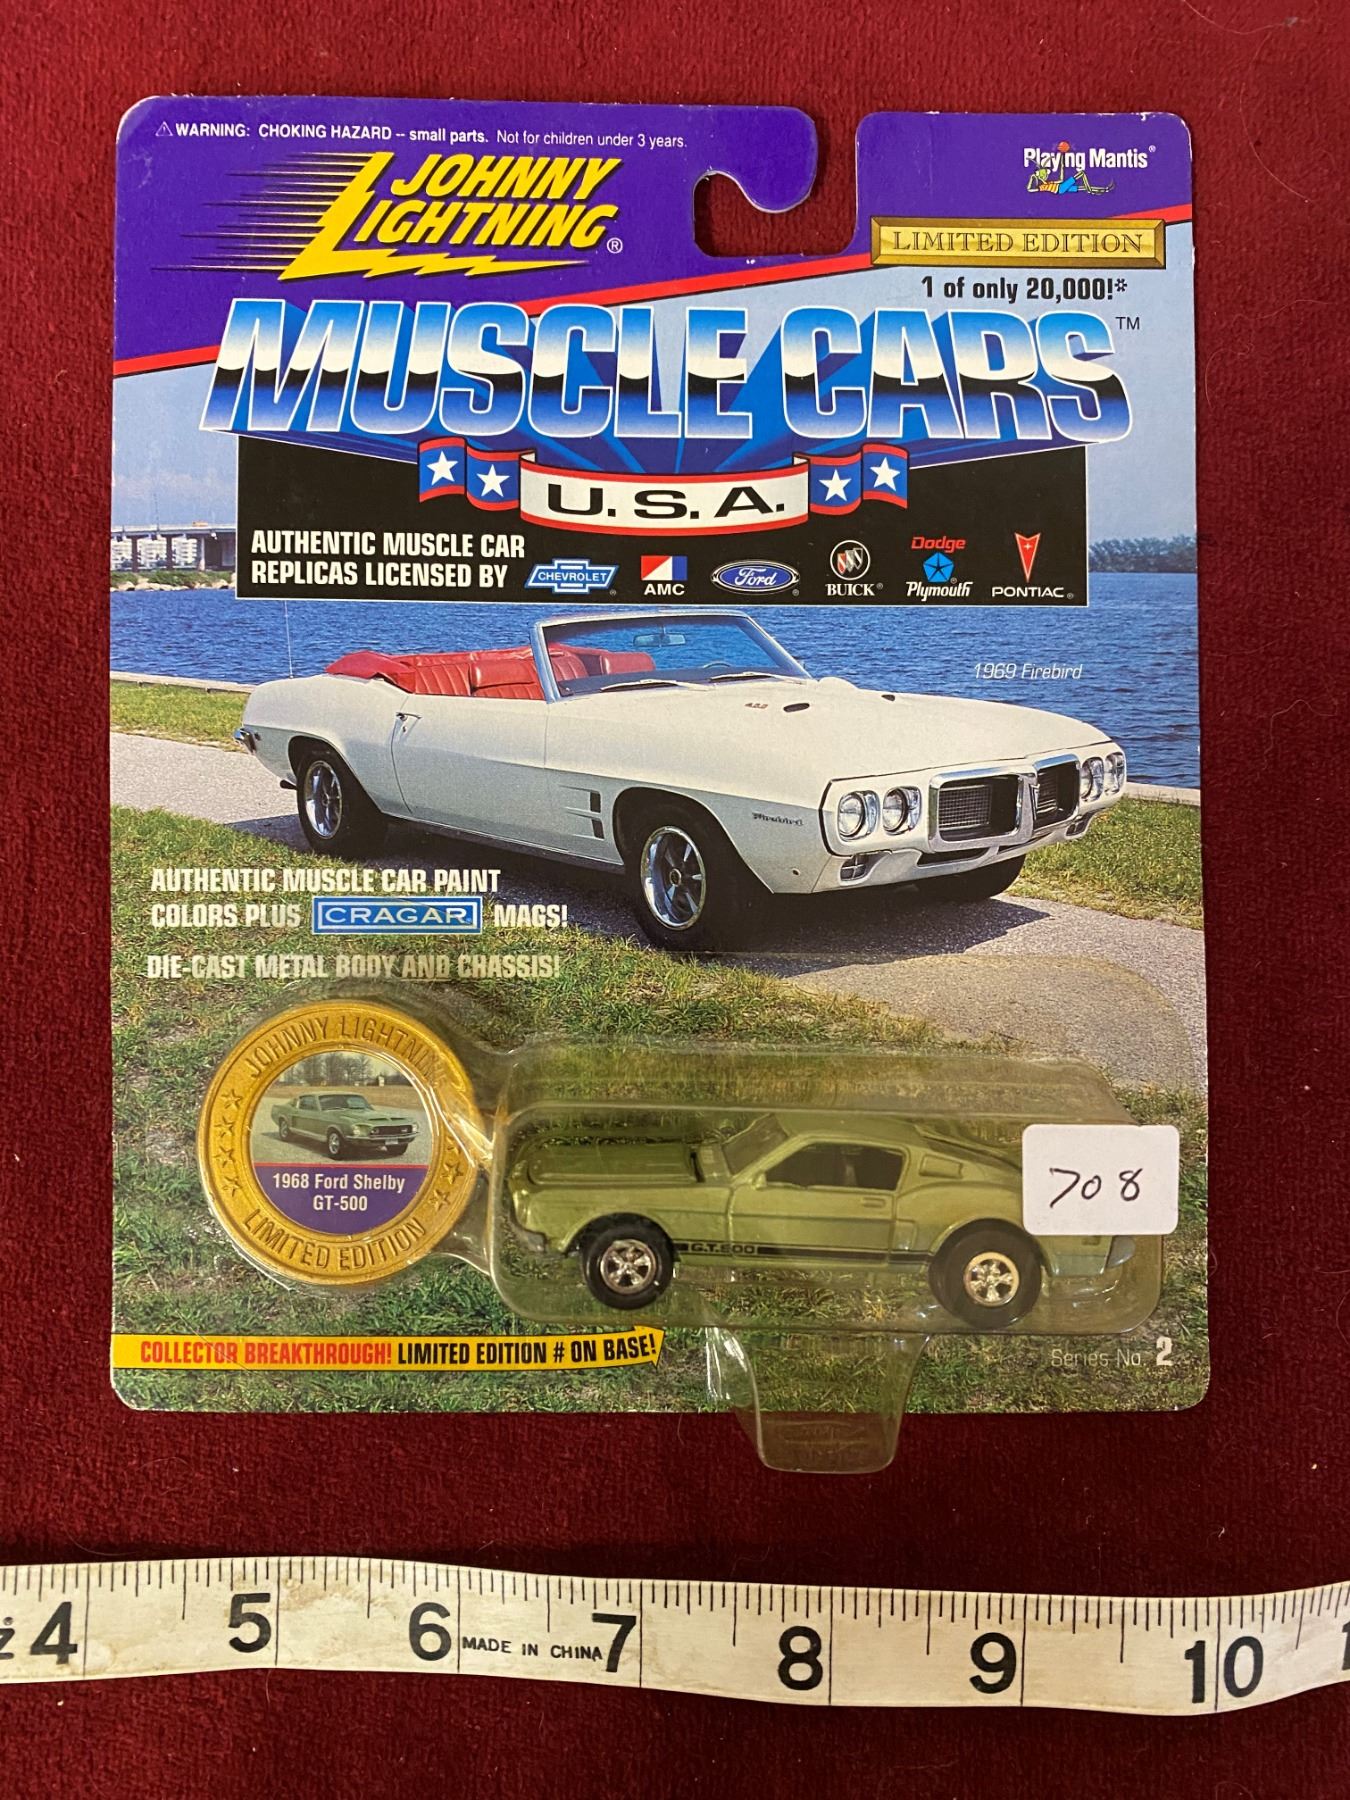 ⚠ WARNING: CHOKING HAZARD -- small parts. Not for children under 3 years.
Playing Mantis®
JOHNNY
LIGHTNING®
LIMITED EDITION
1 of only 20,000!*
MUSCLE CARS™
U.S.A.
AUTHENTIC MUSCLE CAR
REPLICAS LICENSED BY
CHEVROLET
AMC
Ford
BUICK
Dodge
Plymouth
PONTIAC
1969 Firebird
400
Firebird
AUTHENTIC MUSCLE CAR PAINT
COLORS PLUS CRAGAR MAGS!
DIE-CAST METAL BODY AND CHASSIS!
JOHNNY LIGHTNING
1968 Ford Shelby
GT-500
LIMITED EDITION
708
G.T.500
COLLECTOR BREAKTHROUGH! LIMITED EDITION # ON BASE!
Series No. 2
4 5 6 MADE IN CHINA 7 8 9 10